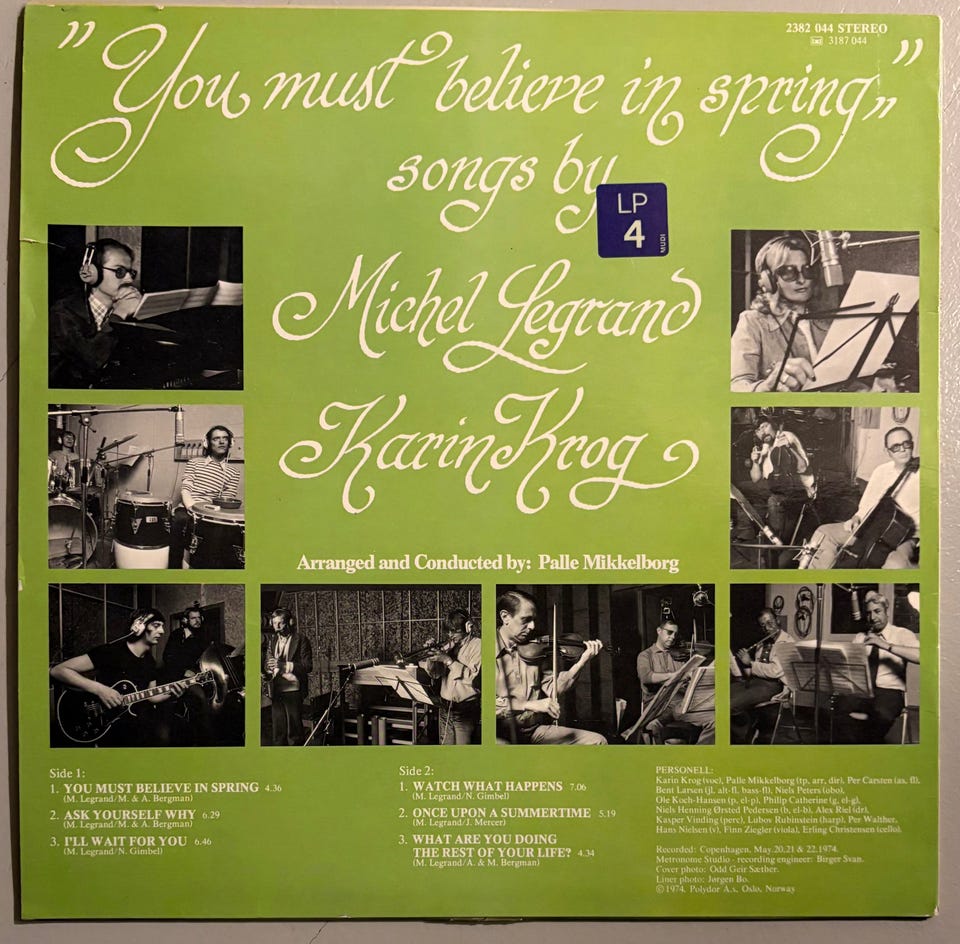 2382 044 STEREO
3187 044
"You must believe in spring"
songs by
LP
4
MUDI
Michel Legrand
Karin Krog
Arranged and Conducted by: Palle Mikkelborg
Side 1:
1. YOU MUST BELIEVE IN SPRING 4.36
(M. Legrand/M. & A. Bergman)
2. ASK YOURSELF WHY 6.29
(M. Legrand/M. & A. Bergman)
3. I'LL WAIT FOR YOU 6.46
(M. Legrand/N. Gimbel)
Side 2:
1. WATCH WHAT HAPPENS 7.06
(M. Legrand/N. Gimbel)
2. ONCE UPON A SUMMERTIME 5.19
(M. Legrand/J. Mercer)
3. WHAT ARE YOU DOING
THE REST OF YOUR LIFE? 4.34
(M. Legrand/A. & M. Bergman)
PERSONELL:
Karin Krog (voc), Palle Mikkelborg (tp, arr, dir), Per Carsten (as, fl),
Bent Larsen (jl. alt-fl, bass-fl), Niels Peters (obo),
Ole Koch-Hansen (p, el-p), Philip Catherine (g, el-g),
Niels Henning Ørsted Pedersen (b, el-b), Alex Riel (dr),
Kasper Vinding (perc), Lubov Rubinstein (harp), Per Walther,
Hans Nielsen (v), Finn Ziegler (viola), Erling Christensen (cello).
Recorded: Copenhagen, May. 20, 21 & 22. 1974.
Metronome Studio - recording engineer: Birger Svan.
Cover photo: Odd Geir Sæther.
Liner photo: Jørgen Bo.
© 1974. Polydor A.s, Oslo, Norway